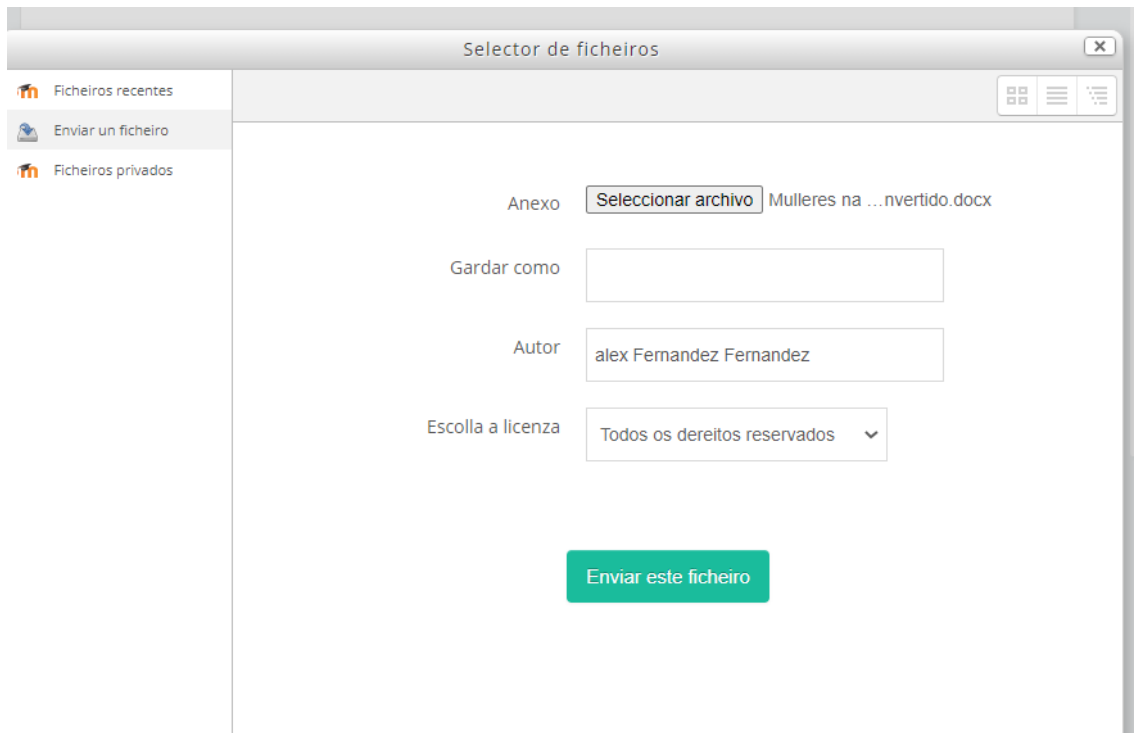 Selector de ficheiros
Ficheiros recentes
Enviar un ficheiro
Ficheiros privados
Anexo Seleccionar archivo Mulleres na ...nvertido.docx
Gardar como
Autor alex Fernandez Fernandez
Escolla a licenza Todos os dereitos reservados
Enviar este ficheiro